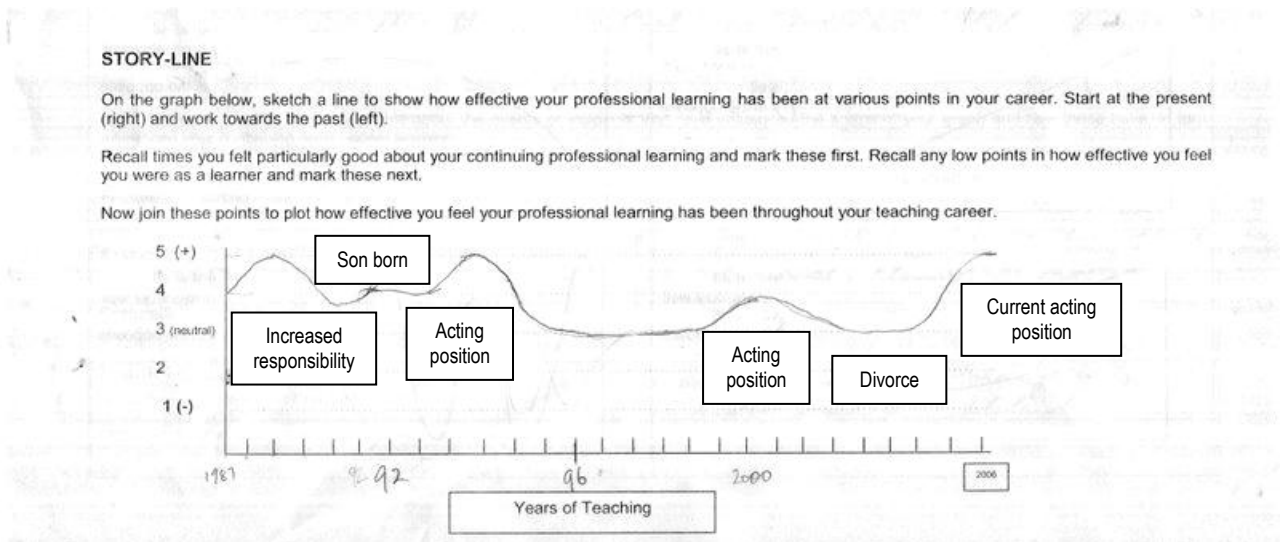 STORY-LINE
On the graph below, sketch a line to show how effective your professional learning has been at various points in your career. Start at the present
(right) and work towards the past (left).
Recall times you felt particularly good about your continuing professional learning and mark these first. Recall any low points in how effective you feel
you were as a learner and mark these next.
Now join these points to plot how effective you feel your professional learning has been throughout your teaching career.
5 (+)
Son born
4
Increased
responsibility
Acting
position
Current acting
position
3 (neutral)
Acting
position
2
Divorce
1 (-)
1987
92
96
2000
2006
Years of Teaching